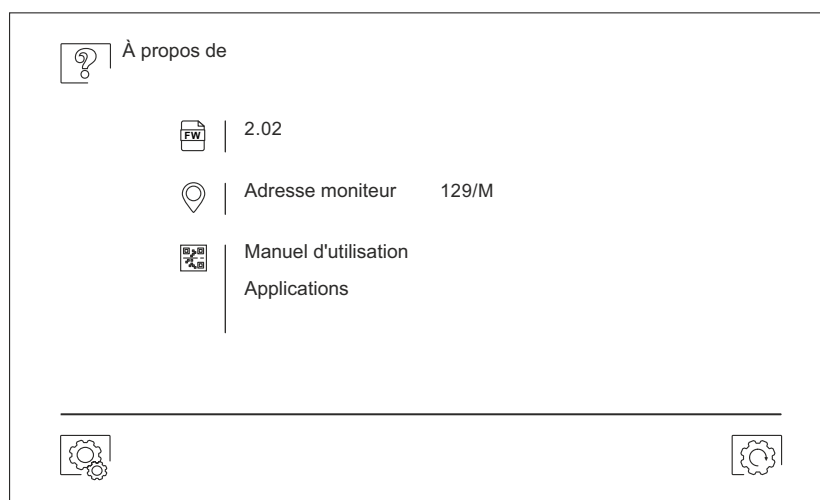 À propos de
FW
2.02
Adresse moniteur 129/M
Manuel d'utilisation
Applications